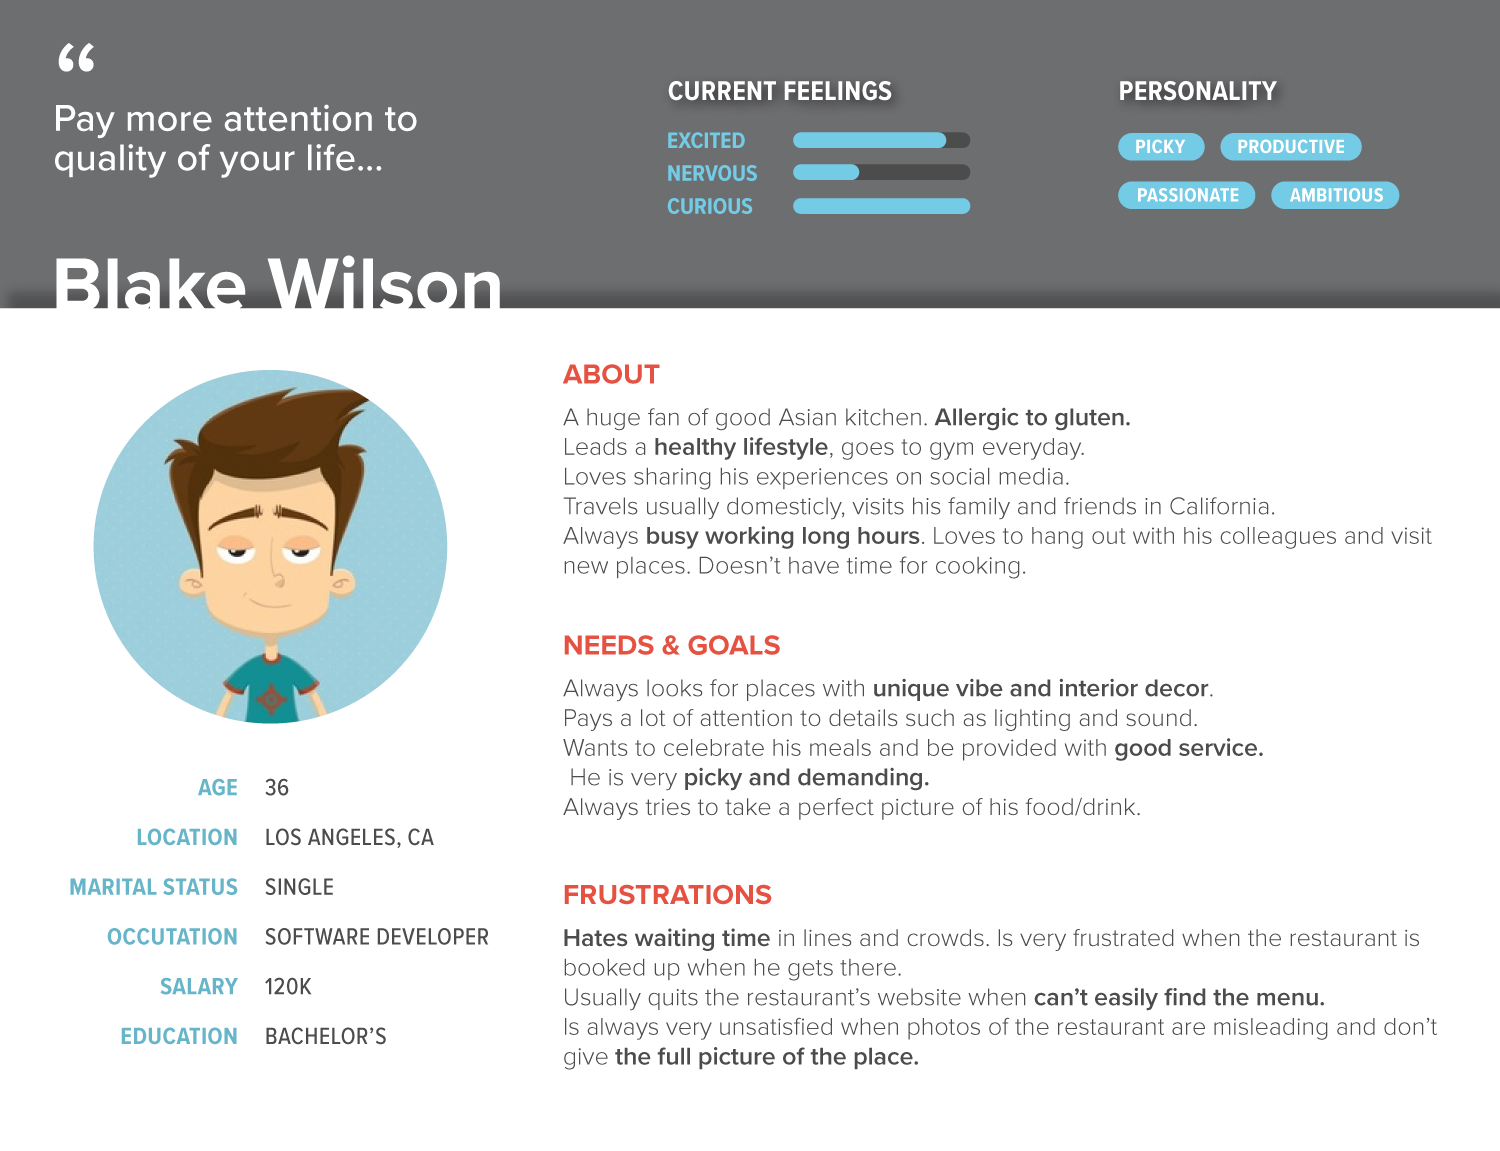 “
Pay more attention to
quality of your life...
Blake Wilson
CURRENT FEELINGS
EXCITED
NERVOUS
CURIOUS
PERSONALITY
PICKY
PRODUCTIVE
PASSIONATE
AMBITIOUS
AGE 36
LOCATION LOS ANGELES, CA
MARITAL STATUS SINGLE
OCCUTATION SOFTWARE DEVELOPER
SALARY 120K
EDUCATION BACHELOR’S
ABOUT
A huge fan of good Asian kitchen. Allergic to gluten.
Leads a healthy lifestyle, goes to gym everyday.
Loves sharing his experiences on social media.
Travels usually domesticly, visits his family and friends in California.
Always busy working long hours. Loves to hang out with his colleagues and visit
new places. Doesn’t have time for cooking.
NEEDS & GOALS
Always looks for places with unique vibe and interior decor.
Pays a lot of attention to details such as lighting and sound.
Wants to celebrate his meals and be provided with good service.
He is very picky and demanding.
Always tries to take a perfect picture of his food/drink.
FRUSTRATIONS
Hates waiting time in lines and crowds. Is very frustrated when the restaurant is
booked up when he gets there.
Usually quits the restaurant’s website when can’t easily find the menu.
Is always very unsatisfied when photos of the restaurant are misleading and don’t
give the full picture of the place.